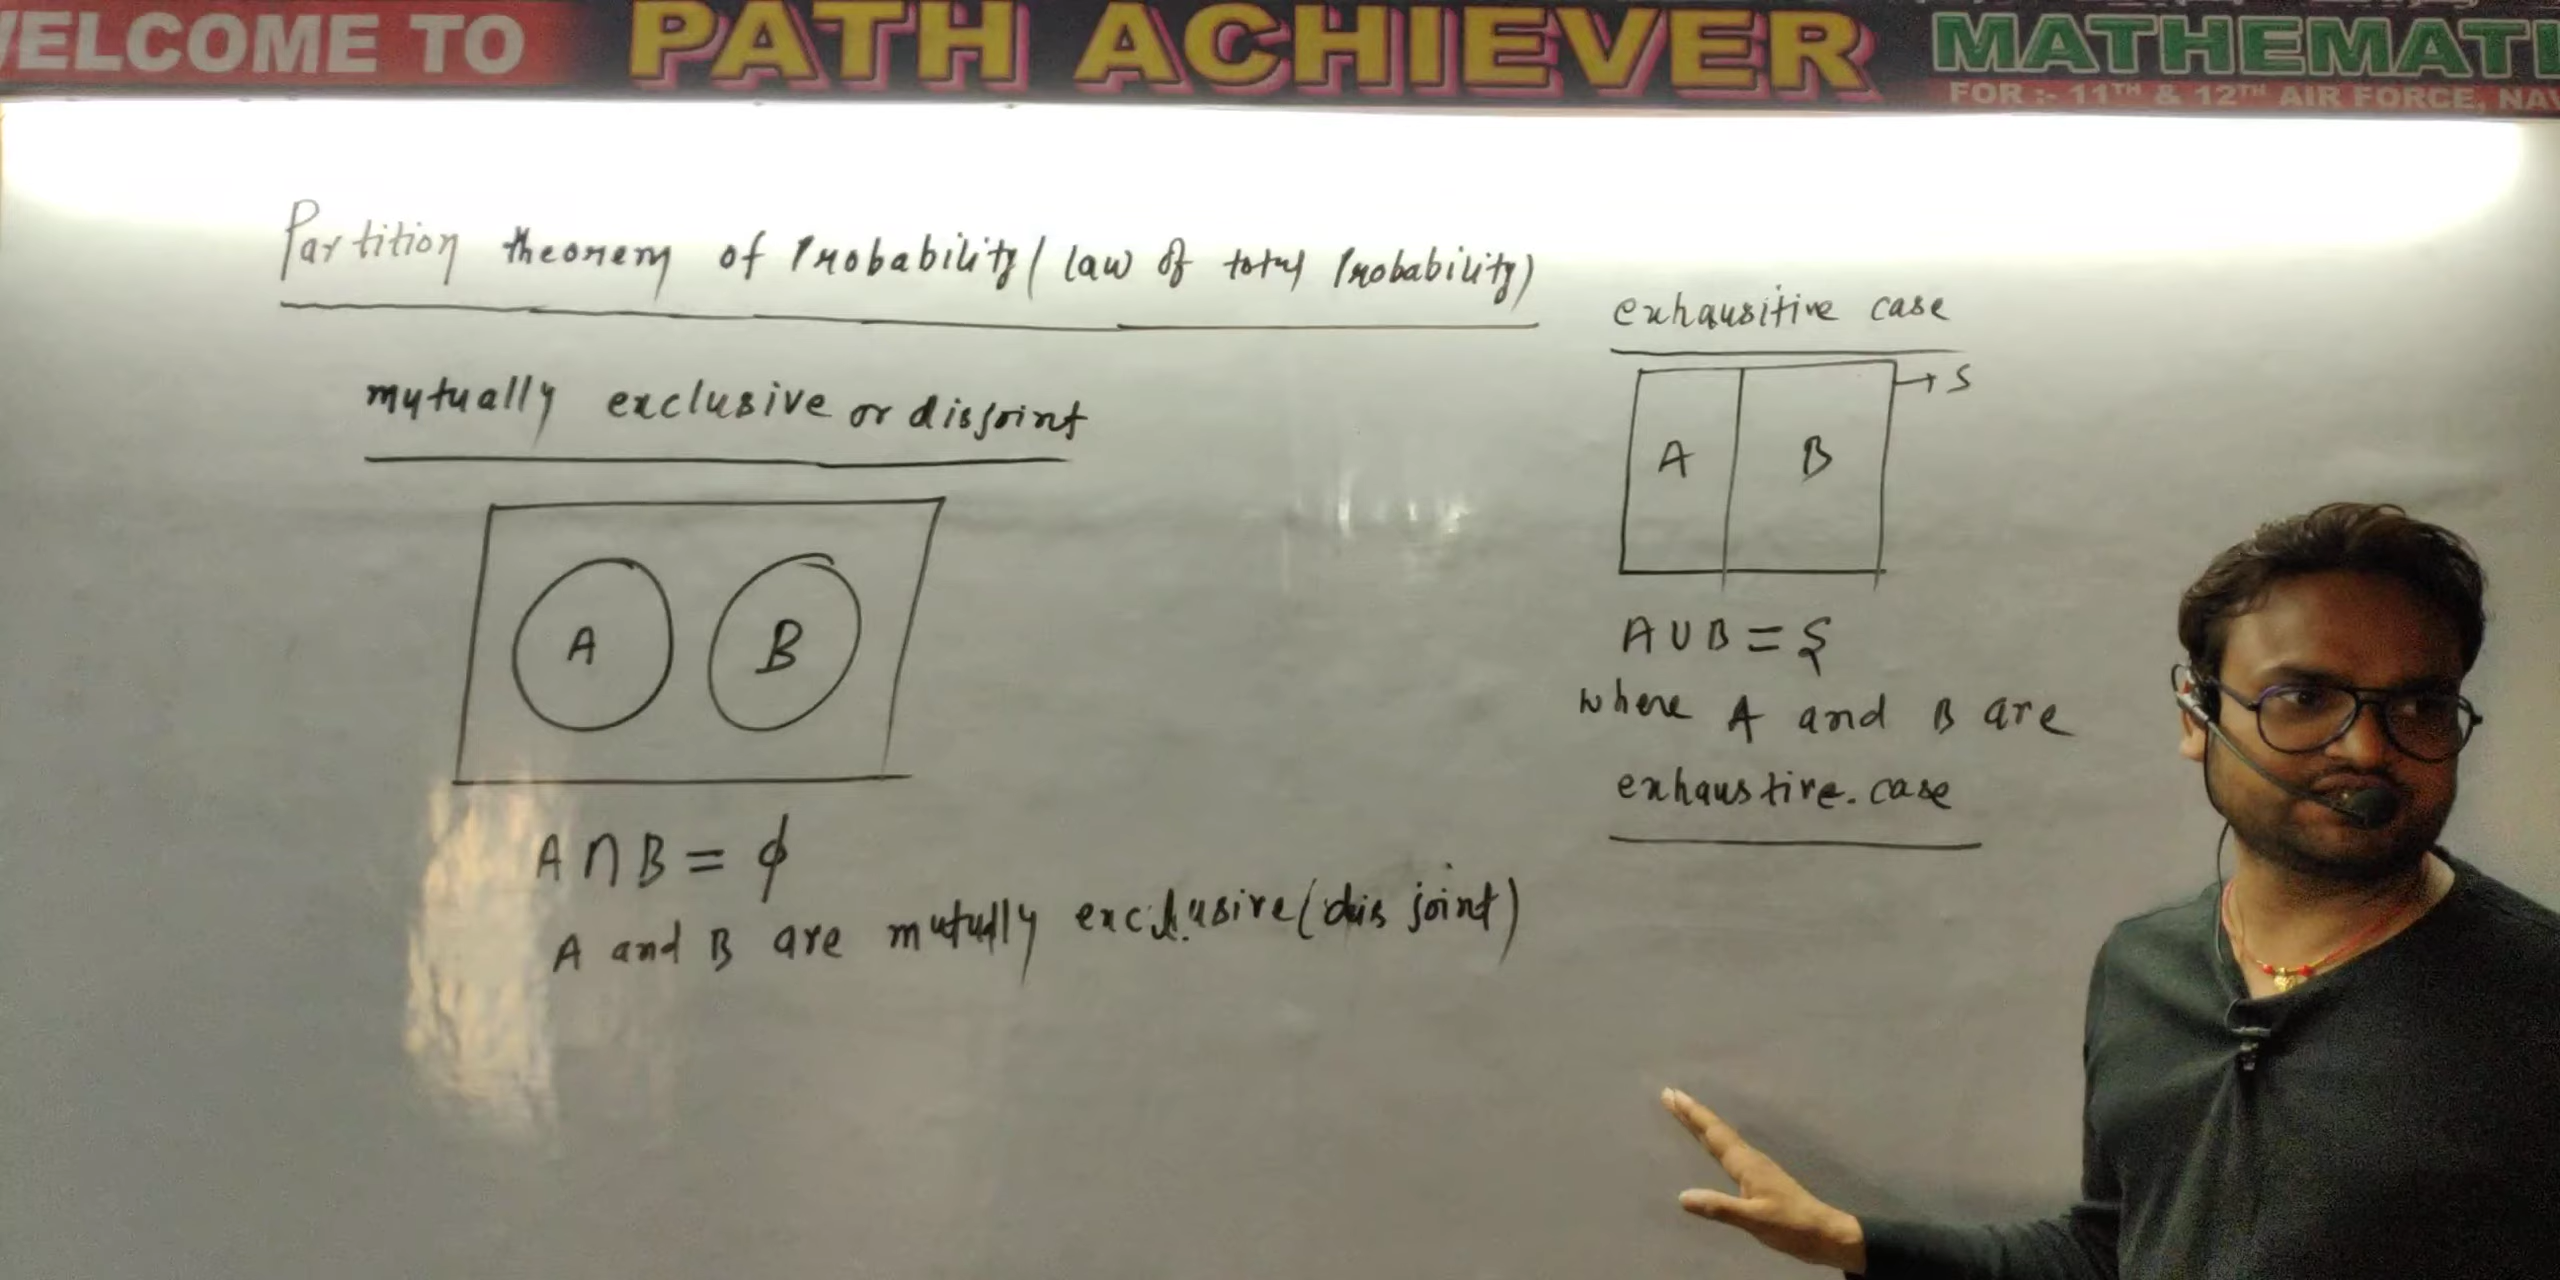 WELCOME TO PATH ACHIEVER MATHEMATI
FOR :- 11TH & 12TH AIR FORCE, NAV
Partition theorem of Probability (law of total Probability)
mutually exclusive or disjoint
A B
A ∩ B = ϕ
A and B are mutually exclusive (dis joint)
exhausitive case
→ S
A B
A ∪ B = S
where A and B are
exhaustive. case